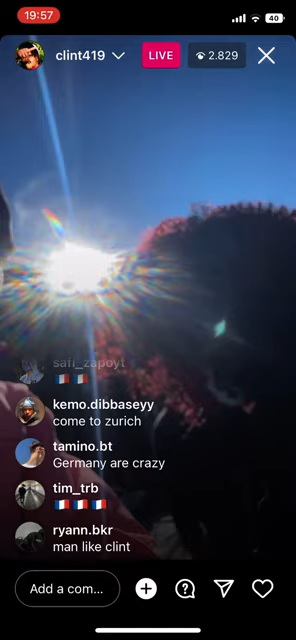 19:57
40
clint419
LIVE
2.829
safi_zapoyt
🇫🇷 🇫🇷
kemo.dibbaseyy
come to zurich
tamino.bt
Germany are crazy
tim_trb
🇫🇷 🇫🇷 🇫🇷
ryann.bkr
man like clint
Add a com...